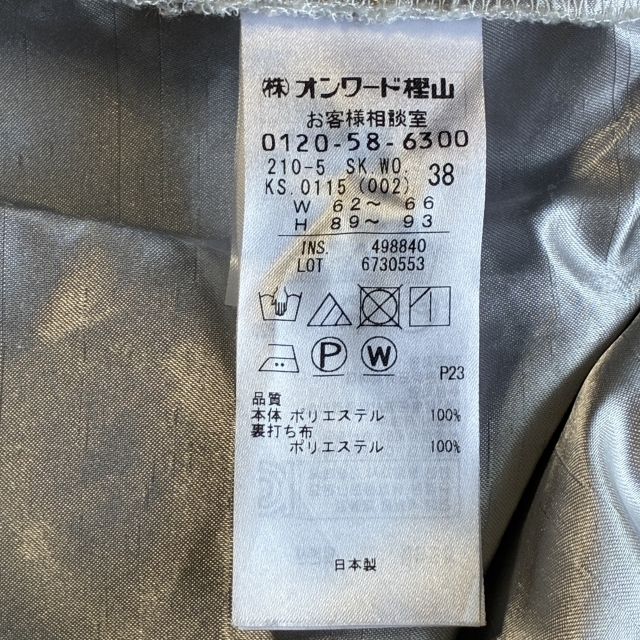 ㈱オンワード樫山
お客様相談室
0120-58-6300
210-5 SK.WO.
KS.0115 (002) 38
W 62～ 66
H 89～ 93
INS. 498840
LOT 6730553
P
W
P23
品質
本体 ポリエステル 100%
裏打ち布
ポリエステル 100%
日本製